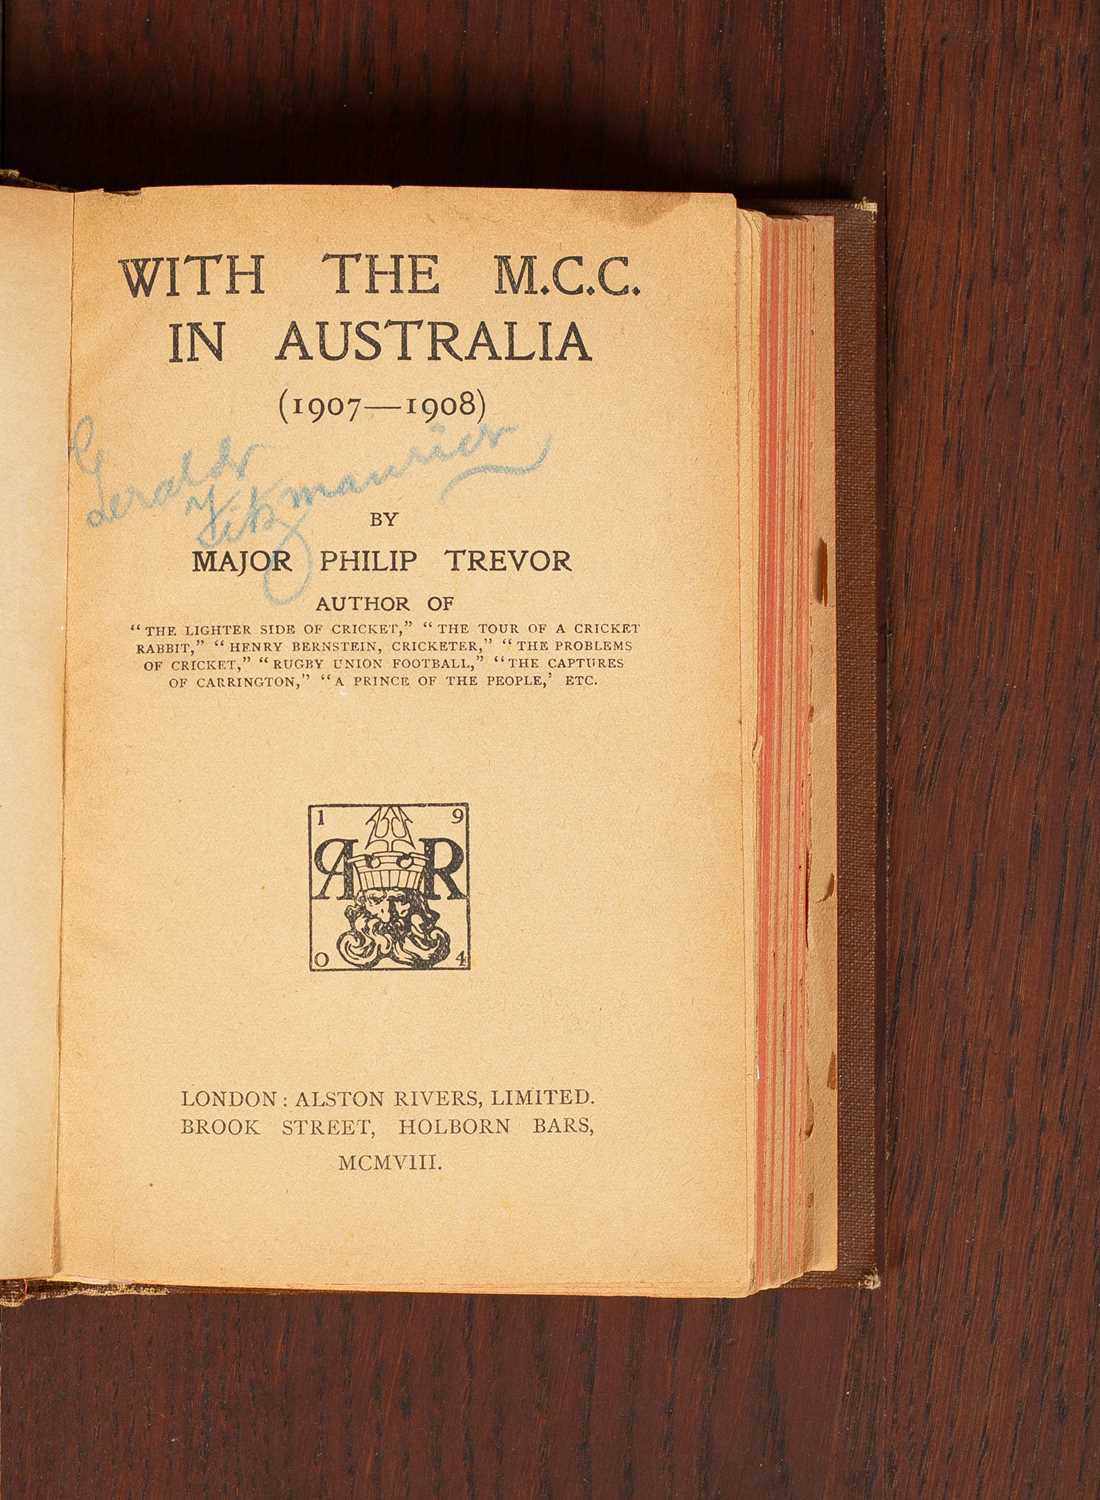 WITH THE M.C.C.
IN AUSTRALIA
(1907—1908)
Gerald
Fitzmaurice
BY
MAJOR PHILIP TREVOR
AUTHOR OF
"THE LIGHTER SIDE OF CRICKET," "THE TOUR OF A CRICKET
RABBIT," "HENRY BERNSTEIN, CRICKETER," "THE PROBLEMS
OF CRICKET," "RUGBY UNION FOOTBALL," "THE CAPTURES
OF CARRINGTON," "A PRINCE OF THE PEOPLE,' ETC.
1 9
A R
0 4
LONDON: ALSTON RIVERS, LIMITED.
BROOK STREET, HOLBORN BARS,
MCMVIII.